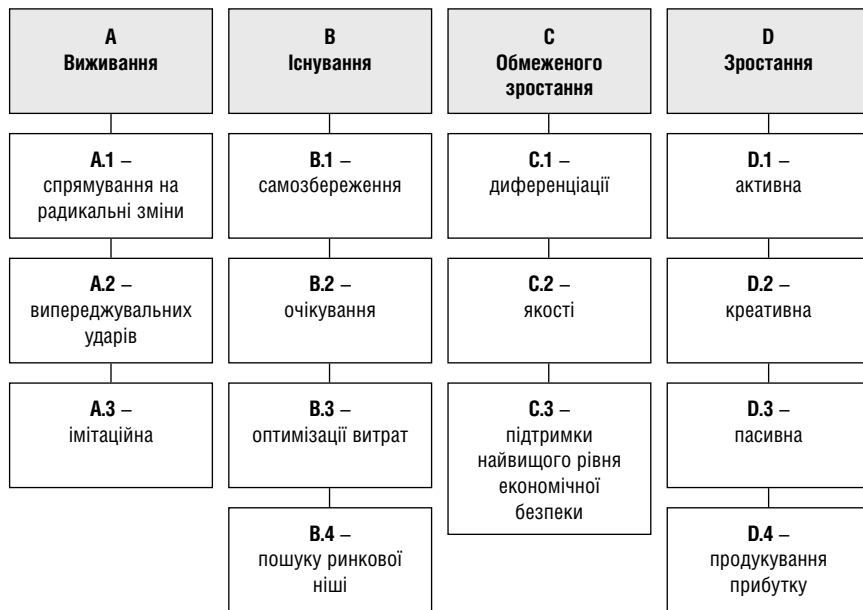 A
Виживання
A.1 –
спрямування на
радикальні зміни
A.2 –
випереджувальних
ударів
A.3 –
імітаційна
B
Існування
B.1 –
самозбереження
B.2 –
очікування
B.3 –
оптимізації витрат
B.4 –
пошуку ринкової
ніші
C
Обмеженого
зростання
C.1 –
диференціації
C.2 –
якості
C.3 –
підтримки
найвищого рівня
економічної
безпеки
D
Зростання
D.1 –
активна
D.2 –
креативна
D.3 –
пасивна
D.4 –
продукування
прибутку